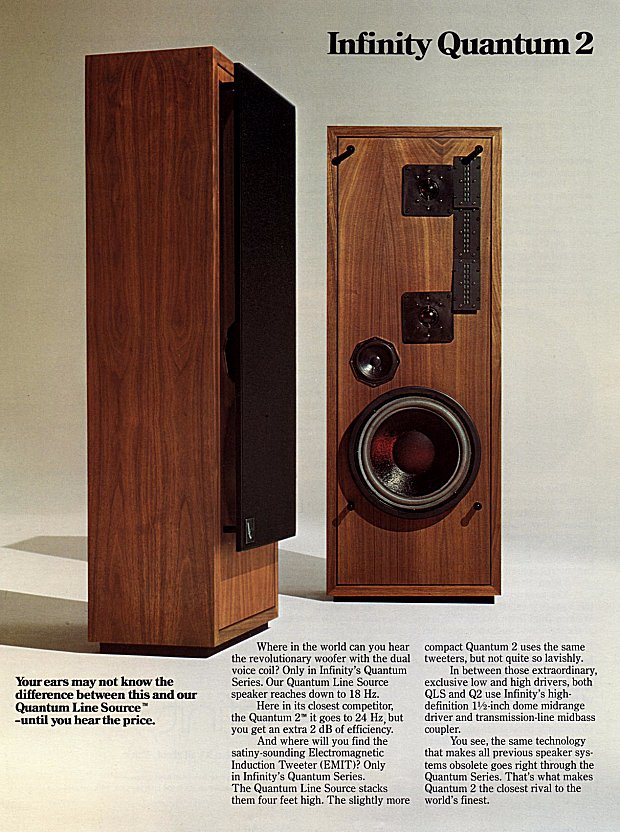 Infinity Quantum 2
Your ears may not know the
difference between this and our
Quantum Line Source™
–until you hear the price.
Where in the world can you hear
the revolutionary woofer with the dual
voice coil? Only in Infinity's Quantum
Series. Our Quantum Line Source
speaker reaches down to 18 Hz.
Here in its closest competitor,
the Quantum 2™ it goes to 24 Hz, but
you get an extra 2 dB of efficiency.
And where will you find the
satiny-sounding Electromagnetic
Induction Tweeter (EMIT)? Only
in Infinity's Quantum Series.
The Quantum Line Source stacks
them four feet high. The slightly more
compact Quantum 2 uses the same
tweeters, but not quite so lavishly.
In between those extraordinary,
exclusive low and high drivers, both
QLS and Q2 use Infinity's high-
definition 1½-inch dome midrange
driver and transmission-line midbass
coupler.
You see, the same technology
that makes all previous speaker sys-
tems obsolete goes right through the
Quantum Series. That's what makes
Quantum 2 the closest rival to the
world's finest.